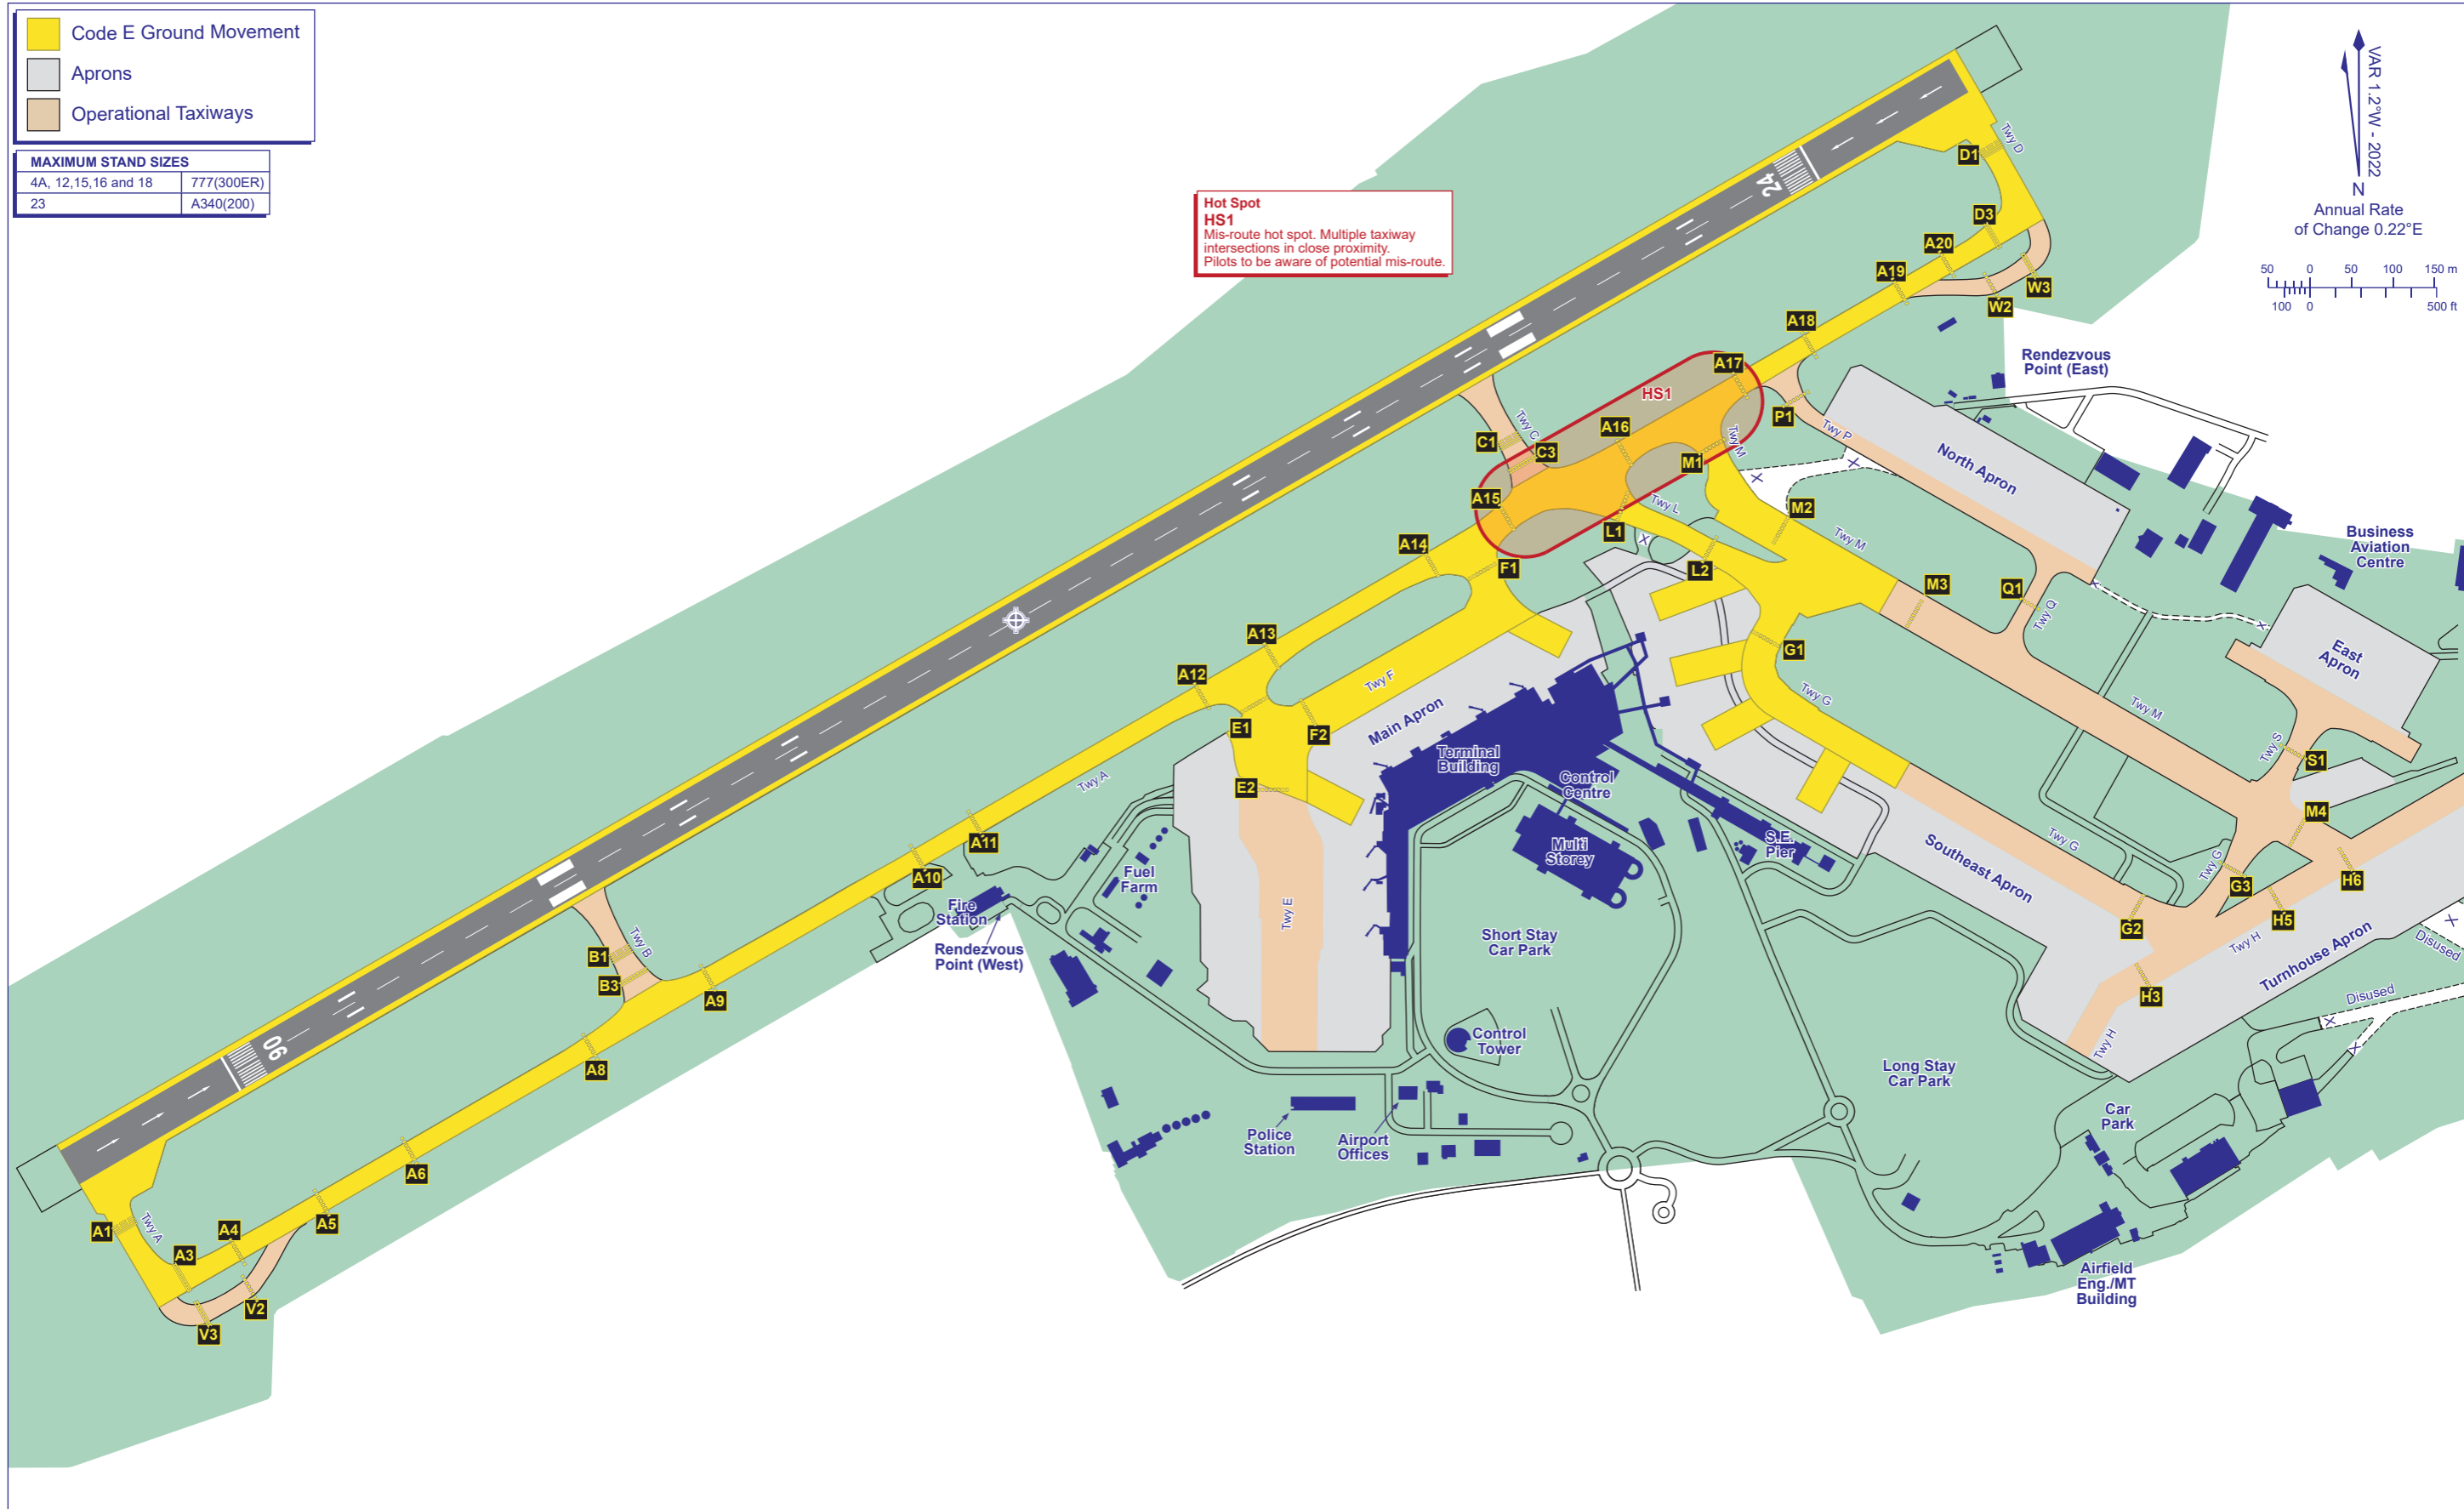 Code E Ground Movement
Aprons
Operational Taxiways
MAXIMUM STAND SIZES
4A, 12,15,16 and 18 777(300ER)
23 A340(200)
Hot Spot
HS1
Mis-route hot spot. Multiple taxiway
intersections in close proximity.
Pilots to be aware of potential mis-route.
VAR 1.2°W - 2022
N
Annual Rate
of Change 0.22°E
50 0 50 100 150 m
100 0 500 ft
24
Twy D
D1
D3
A20
A19
W3
W2
A18
Rendezvous
Point (East)
A17
HS1
P1
Twy P
Twy C
C1
C3
A16
Twy M
M1
X
X
North Apron
A15
Twy L
L1
M2
Twy M
X
L2
A14
F1
Business
Aviation
Centre
M3
Q1
Twy Q
X
X
A13
G1
East
Apron
A12
Twy F
Twy G
Twy M
E1
F2
Main Apron
Twy S
S1
Terminal
Building
Control
Centre
E2
Twy A
M4
A11
Multi
Storey
S.E.
Pier
Twy G
Twy G
A10
Fuel
Farm
Southeast Apron
G3
H6
Fire
Station
Twy E
G2
H5
X
Rendezvous
Point (West)
Short Stay
Car Park
Twy H
Turnhouse Apron
Disused
Twy B
B1
B3
A9
H3
Disused
X
X
06
Control
Tower
Twy H
A8
Long Stay
Car Park
Police
Station
Airport
Offices
Car
Park
A6
A5
A4
A1
Twy A
A3
V2
V3
Airfield
Eng./MT
Building